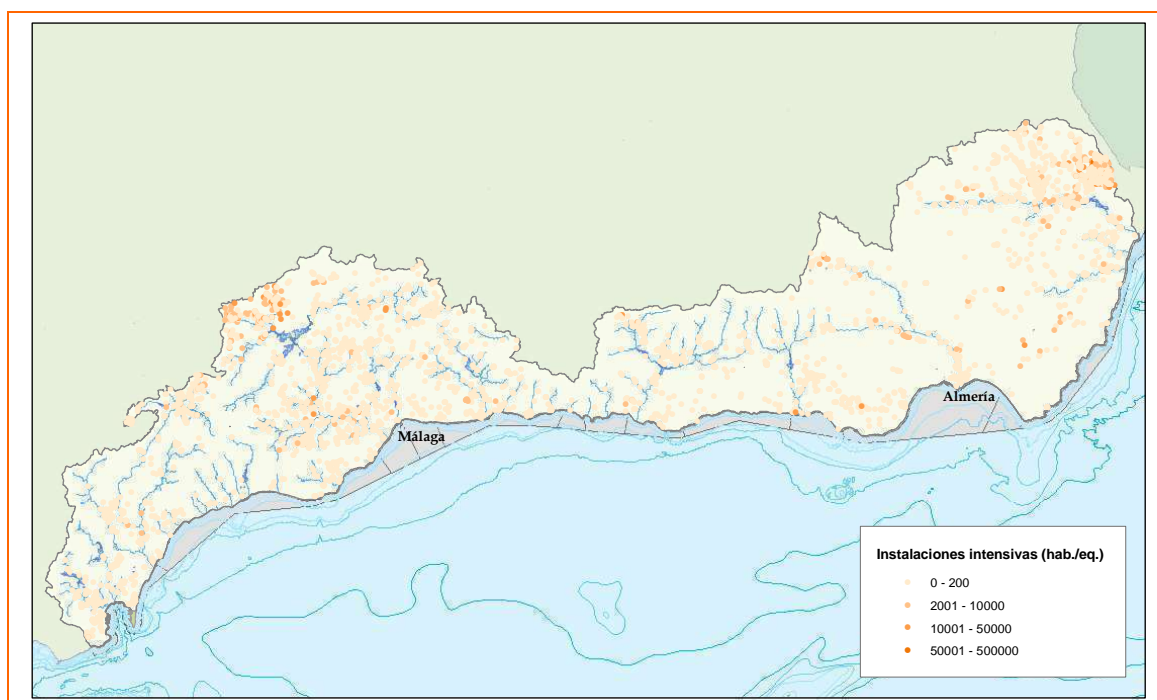 Almería
Málaga
Instalaciones intensivas (hab./eq.)
0 - 200
2001 - 10000
10001 - 50000
50001 - 500000